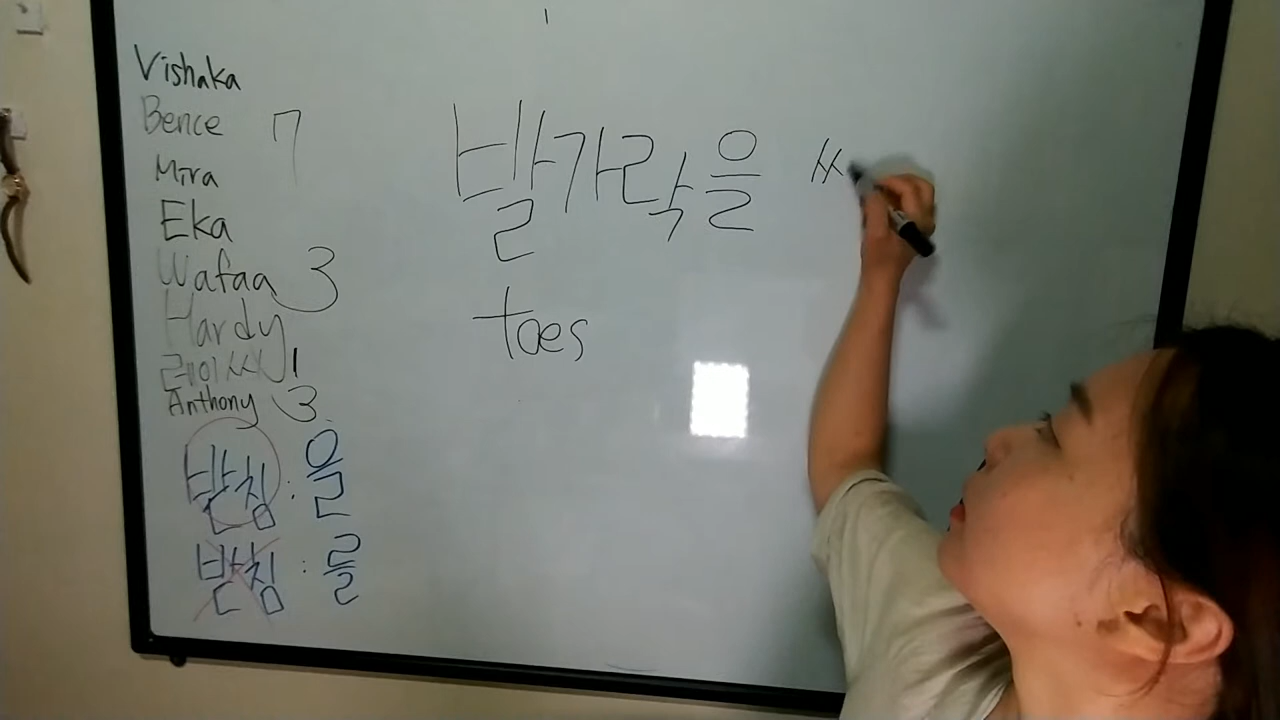 Vishaka
Bence 7
Mira
Eka
Wafaa 3
Hardy
레이씨 1
Anthony 3
받침 : 을
받침 : 를
발가락을 ㅆ
toes